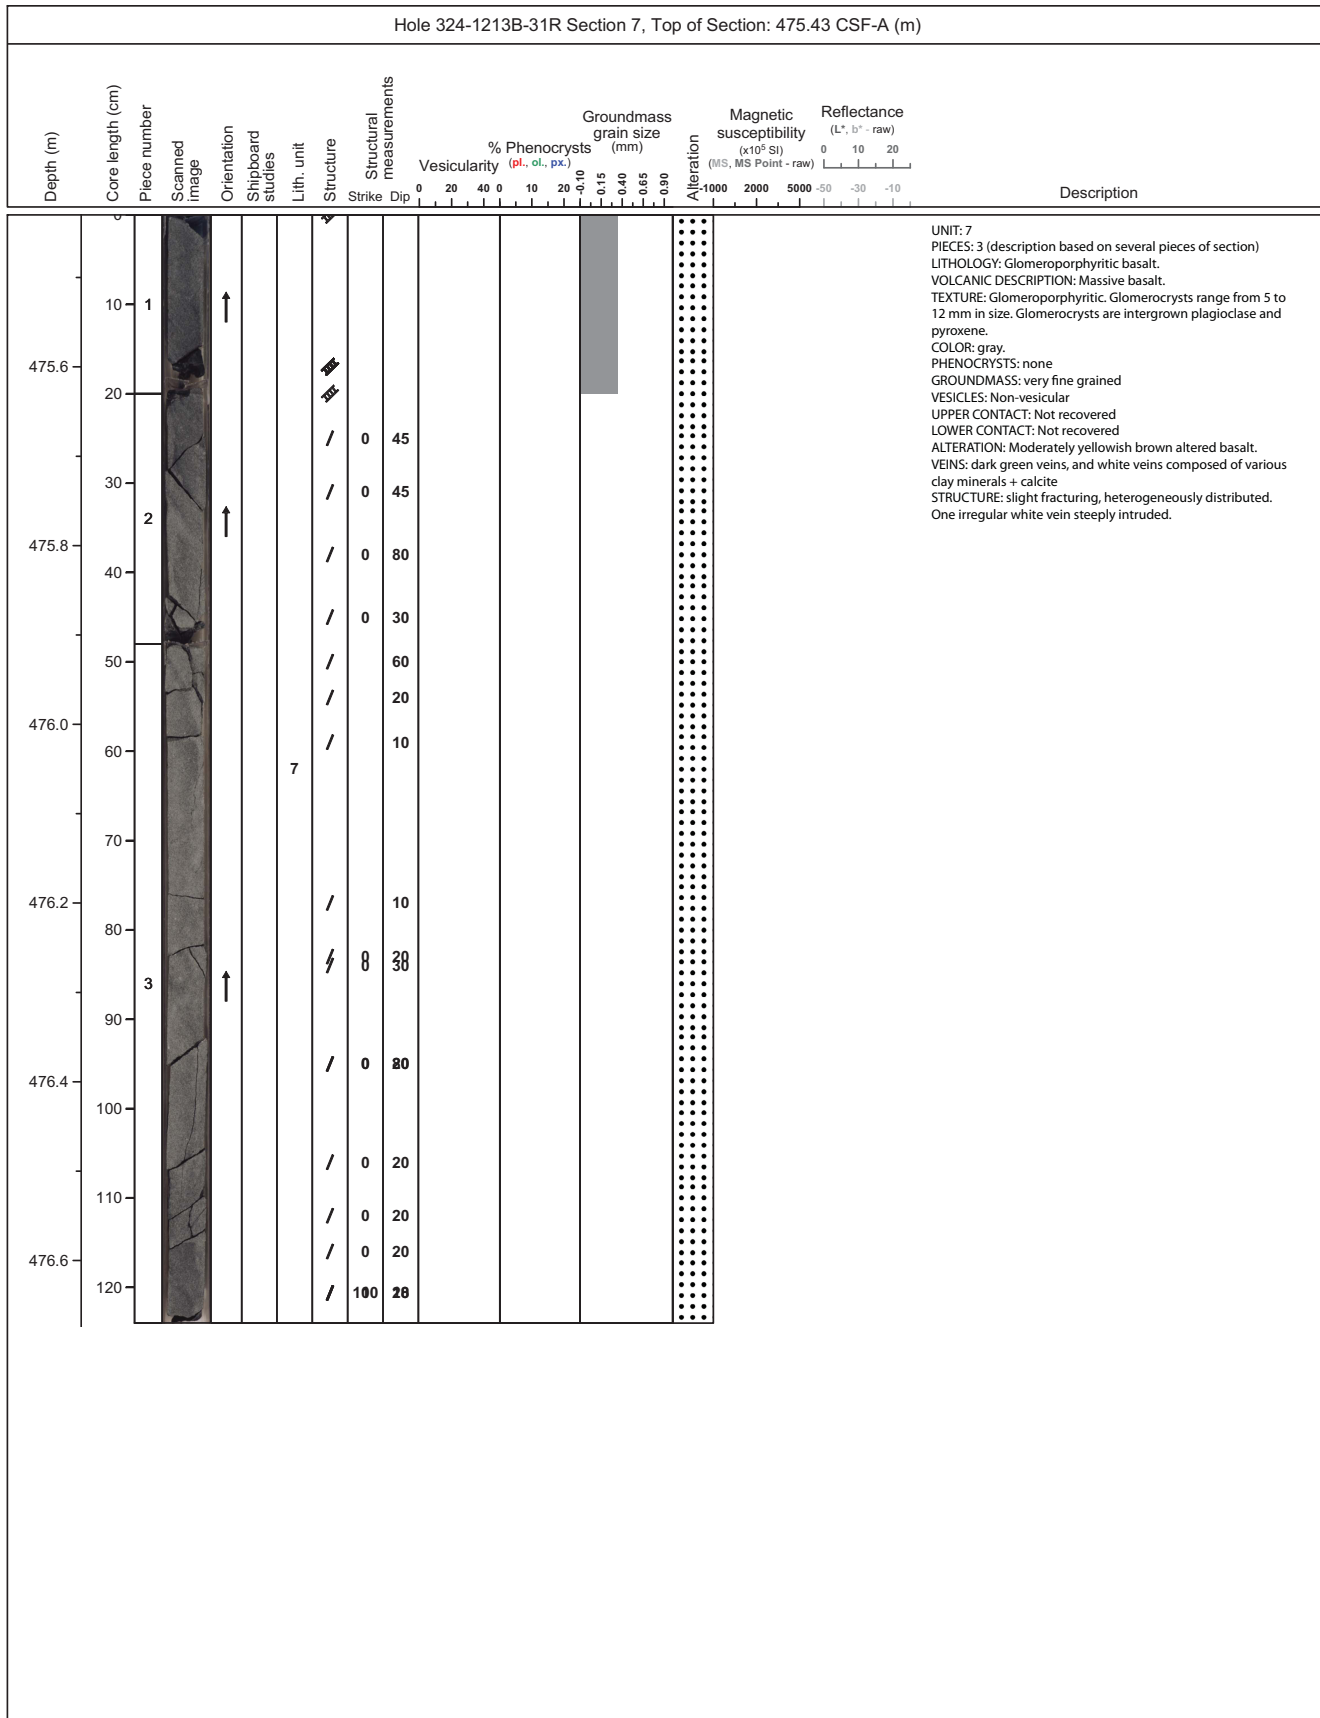 Hole 324-1213B-31R Section 7, Top of Section: 475.43 CSF-A (m)
Depth (m)
Core length (cm)
Piece number
Scanned
image
Orientation
Shipboard
studies
Lith. unit
Structure
Structural
measurements
Strike Dip
Vesicularity
0 20 40
% Phenocrysts
(pl., ol., px.)
0 10 20
Groundmass
grain size
(mm)
-0.10 0.15 0.40 0.65 0.90
Alteration
Magnetic
susceptibility
(x10⁵ SI)
(MS, MS Point - raw)
-1000 2000 5000
Reflectance
(L*, b* - raw)
0 10 20
-50 -30 -10
Description
0
10 1
475.6
20
0 45
30
0 45
2
475.8
0 80
40
0 30
50 60
20
476.0
10
60
7
70
476.2 10
80
0 20
0 30
3
90
0
476.4
100
0 20
110
0 20
0 20
476.6
120
UNIT: 7
PIECES: 3 (description based on several pieces of section)
LITHOLOGY: Glomeroporphyritic basalt.
VOLCANIC DESCRIPTION: Massive basalt.
TEXTURE: Glomeroporphyritic. Glomerocrysts range from 5 to
12 mm in size. Glomerocrysts are intergrown plagioclase and
pyroxene.
COLOR: gray.
PHENOCRYSTS: none
GROUNDMASS: very fine grained
VESICLES: Non-vesicular
UPPER CONTACT: Not recovered
LOWER CONTACT: Not recovered
ALTERATION: Moderately yellowish brown altered basalt.
VEINS: dark green veins, and white veins composed of various
clay minerals + calcite
STRUCTURE: slight fracturing, heterogeneously distributed.
One irregular white vein steeply intruded.